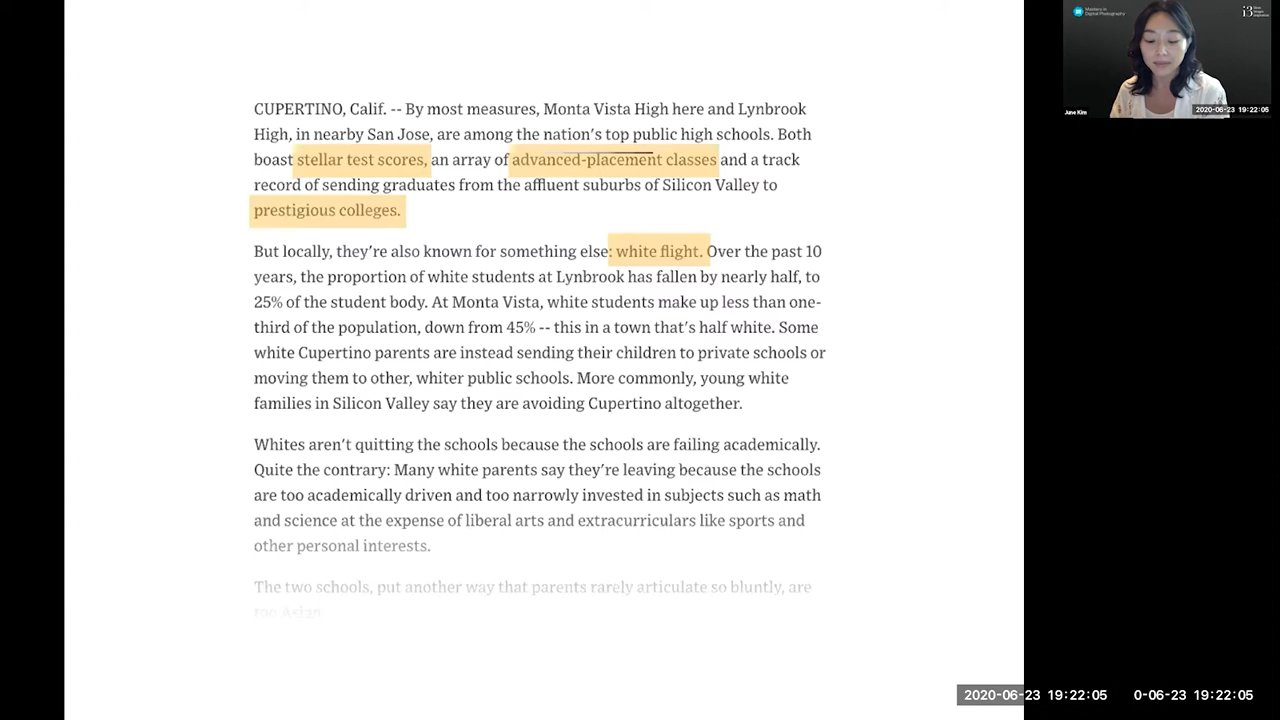 CUPERTINO, Calif. -- By most measures, Monta Vista High here and Lynbrook
High, in nearby San Jose, are among the nation's top public high schools. Both
boast stellar test scores, an array of advanced-placement classes and a track
record of sending graduates from the affluent suburbs of Silicon Valley to
prestigious colleges.
But locally, they're also known for something else: white flight. Over the past 10
years, the proportion of white students at Lynbrook has fallen by nearly half, to
25% of the student body. At Monta Vista, white students make up less than one-
third of the population, down from 45% -- this in a town that's half white. Some
white Cupertino parents are instead sending their children to private schools or
moving them to other, whiter public schools. More commonly, young white
families in Silicon Valley say they are avoiding Cupertino altogether.
Whites aren't quitting the schools because the schools are failing academically.
Quite the contrary: Many white parents say they're leaving because the schools
are too academically driven and too narrowly invested in subjects such as math
and science at the expense of liberal arts and extracurriculars like sports and
other personal interests.
The two schools, put another way that parents rarely articulate so bluntly, are
too Asian.
Masters in
Digital Photography
i3
June Kim
2020-06-23 19:22:05
2020-06-23 19:22:05
0-06-23 19:22:05